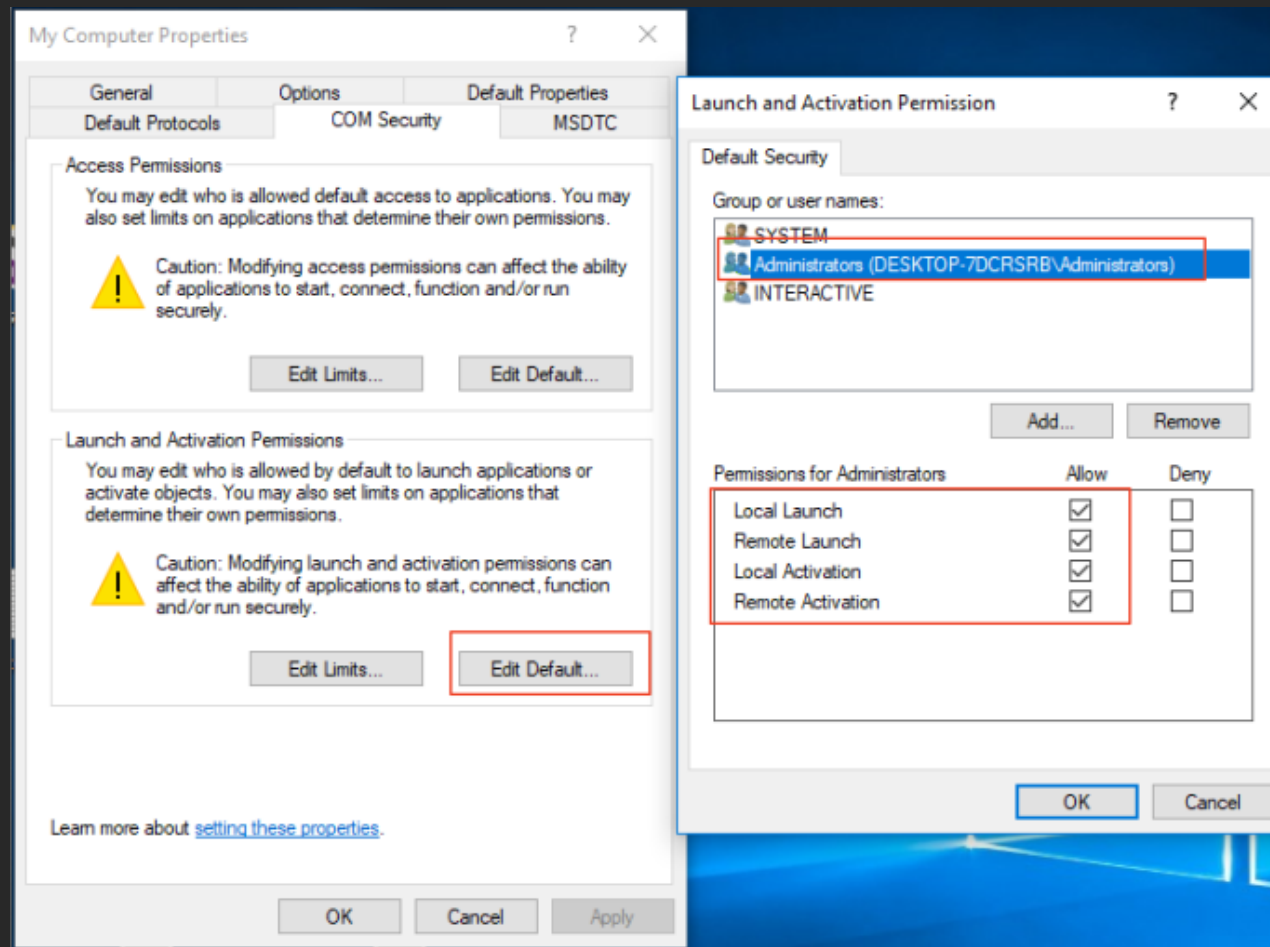 My Computer Properties
General Options Default Properties
Default Protocols COM Security MSDTC
Access Permissions
You may edit who is allowed default access to applications. You may
also set limits on applications that determine their own permissions.
Caution: Modifying access permissions can affect the ability
of applications to start, connect, function and/or run
securely.
Edit Limits... Edit Default...
Launch and Activation Permissions
You may edit who is allowed by default to launch applications or
activate objects. You may also set limits on applications that
determine their own permissions.
Caution: Modifying launch and activation permissions can
affect the ability of applications to start, connect, function
and/or run securely.
Edit Limits... Edit Default...
Learn more about setting these properties.
OK Cancel Apply
Launch and Activation Permission
Default Security
Group or user names:
SYSTEM
Administrators (DESKTOP-7DCRSRB\Administrators)
INTERACTIVE
Add... Remove
Permissions for Administrators Allow Deny
Local Launch
Remote Launch
Local Activation
Remote Activation
OK Cancel